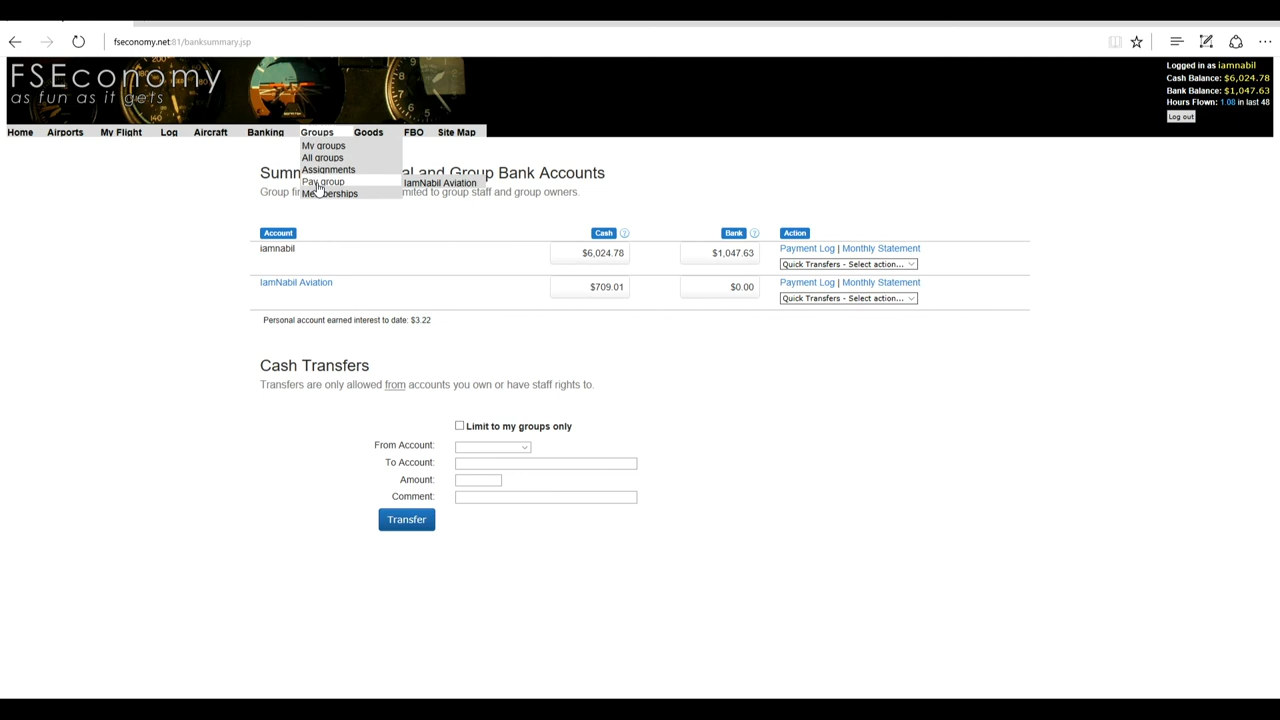 fseconomy.net:81/banksummary.jsp
FSEconomy
as fun as it gets
Logged in as iamnabil
Cash Balance: $6,024.78
Bank Balance: $1,047.63
Hours Flown: 1.08 in last 48
Log out
Home Airports My Flight Log Aircraft Banking Groups Goods FBO Site Map
My groups
All groups
Assignments
Pay group
IamNabil Aviation
Memberships
and Group Bank Accounts
Group to group staff and group owners.
Account Cash ? Bank ? Action
iamnabil $6,024.78 $1,047.63 Payment Log | Monthly Statement
Quick Transfers - Select action...
IamNabil Aviation $709.01 $0.00 Payment Log | Monthly Statement
Quick Transfers - Select action...
Personal account earned interest to date: $3.22
Cash Transfers
Transfers are only allowed from accounts you own or have staff rights to.
Limit to my groups only
From Account:
To Account:
Amount:
Comment:
Transfer